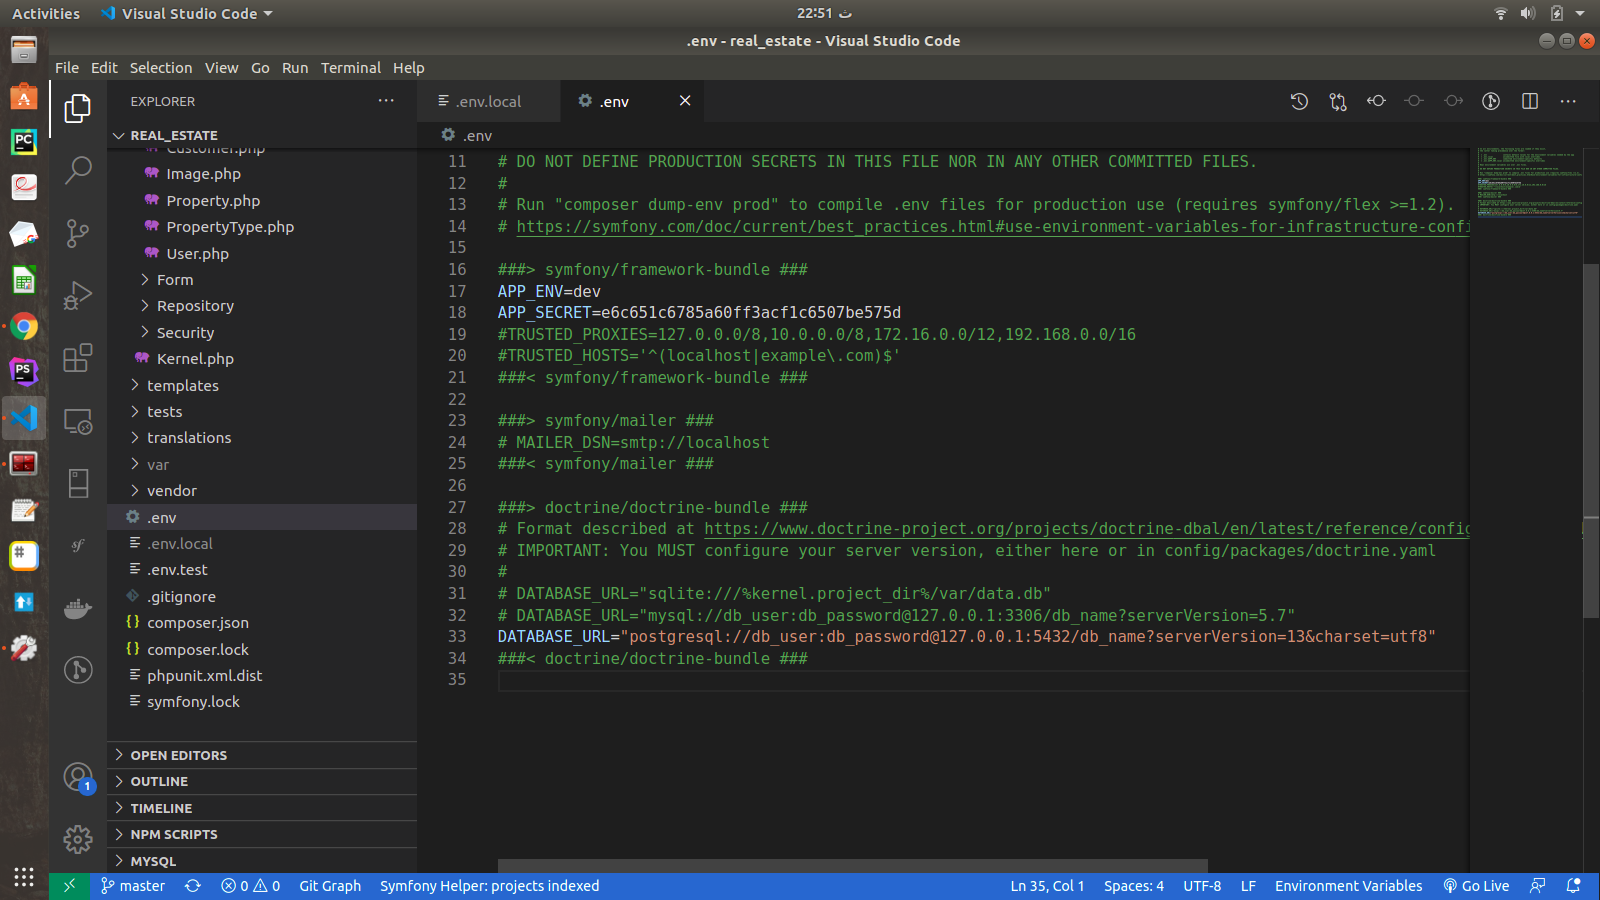 Activities
Visual Studio Code
22:51 ث
.env - real_estate - Visual Studio Code
File Edit Selection View Go Run Terminal Help
EXPLORER
.env.local
.env
REAL_ESTATE
.env
Customer.php
Image.php
Property.php
PropertyType.php
User.php
Form
Repository
Security
Kernel.php
templates
tests
translations
var
vendor
.env
.env.local
.env.test
.gitignore
composer.json
composer.lock
phpunit.xml.dist
symfony.lock
OPEN EDITORS
OUTLINE
TIMELINE
NPM SCRIPTS
MYSQL
11 # DO NOT DEFINE PRODUCTION SECRETS IN THIS FILE NOR IN ANY OTHER COMMITTED FILES.
12 #
13 # Run "composer dump-env prod" to compile .env files for production use (requires symfony/flex >=1.2).
14 # https://symfony.com/doc/current/best_practices.html#use-environment-variables-for-infrastructure-confi
15
16 ###> symfony/framework-bundle ###
17 APP_ENV=dev
18 APP_SECRET=e6c651c6785a60ff3acf1c6507be575d
19 #TRUSTED_PROXIES=127.0.0.0/8,10.0.0.0/8,172.16.0.0/12,192.168.0.0/16
20 #TRUSTED_HOSTS='^(localhost|example\.com)$'
21 ###< symfony/framework-bundle ###
22
23 ###> symfony/mailer ###
24 # MAILER_DSN=smtp://localhost
25 ###< symfony/mailer ###
26
27 ###> doctrine/doctrine-bundle ###
28 # Format described at https://www.doctrine-project.org/projects/doctrine-dbal/en/latest/reference/config
29 # IMPORTANT: You MUST configure your server version, either here or in config/packages/doctrine.yaml
30 #
31 # DATABASE_URL="sqlite:///%kernel.project_dir%/var/data.db"
32 # DATABASE_URL="mysql://db_user:db_password@127.0.0.1:3306/db_name?serverVersion=5.7"
33 DATABASE_URL="postgresql://db_user:db_password@127.0.0.1:5432/db_name?serverVersion=13&charset=utf8"
34 ###< doctrine/doctrine-bundle ###
35
PC
PS
#
sf
1
master
0 0
Git Graph
Symfony Helper: projects indexed
Ln 35, Col 1
Spaces: 4
UTF-8
LF
Environment Variables
Go Live